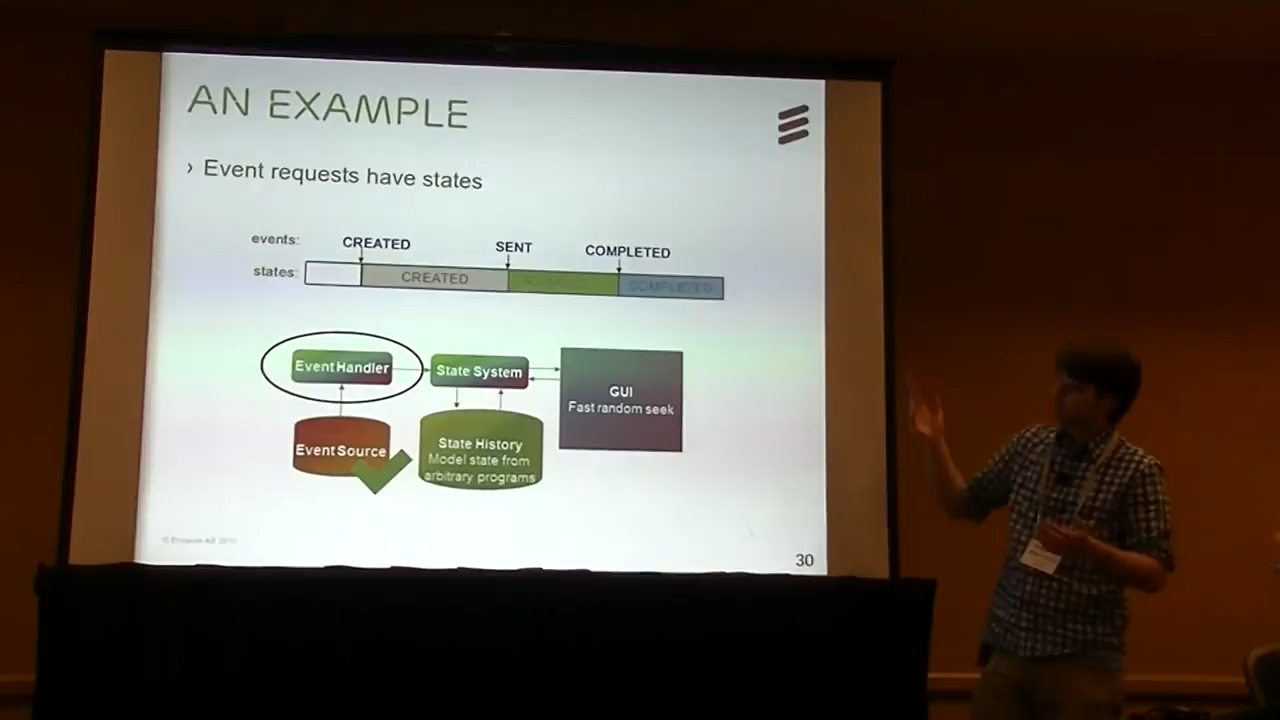 AN EXAMPLE
› Event requests have states
events: CREATED SENT COMPLETED
states: CREATED COMPLETED
Event Handler
State System
GUI
Fast random seek
Event Source
State History
Model state from
arbitrary programs
30